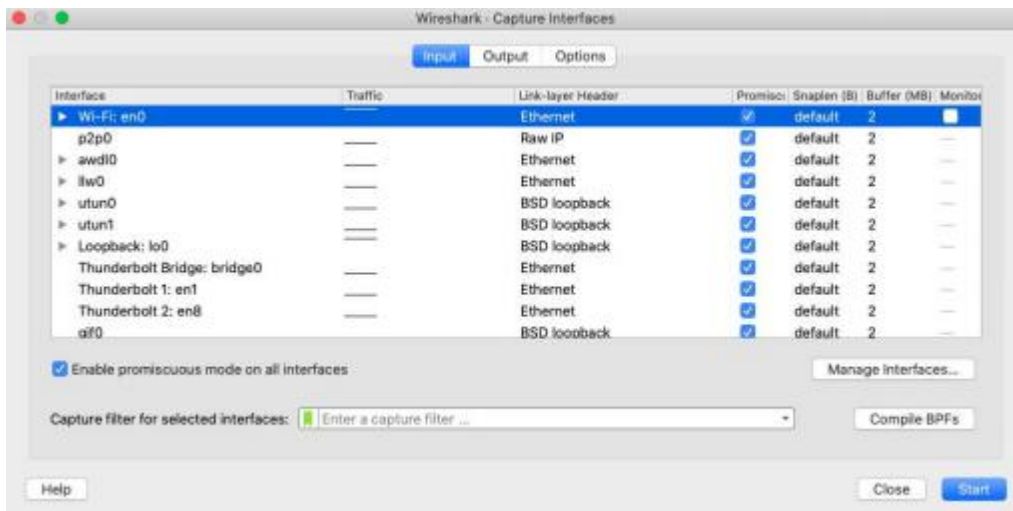 Wireshark · Capture Interfaces
Input Output Options
Interface Traffic Link-layer Header Promisc: Snaplen (B) Buffer (MB) Monitor
Wi-Fi: en0 Ethernet default 2
p2p0 Raw IP default 2 —
awdl0 Ethernet default 2 —
llw0 Ethernet default 2 —
utun0 BSD loopback default 2 —
utun1 BSD loopback default 2 —
Loopback: lo0 BSD loopback default 2 —
Thunderbolt Bridge: bridge0 Ethernet default 2 —
Thunderbolt 1: en1 Ethernet default 2 —
Thunderbolt 2: en8 Ethernet default 2 —
gif0 BSD loopback default 2 —
Enable promiscuous mode on all interfaces Manage Interfaces...
Capture filter for selected interfaces: Enter a capture filter ... Compile BPFs
Help Close Start